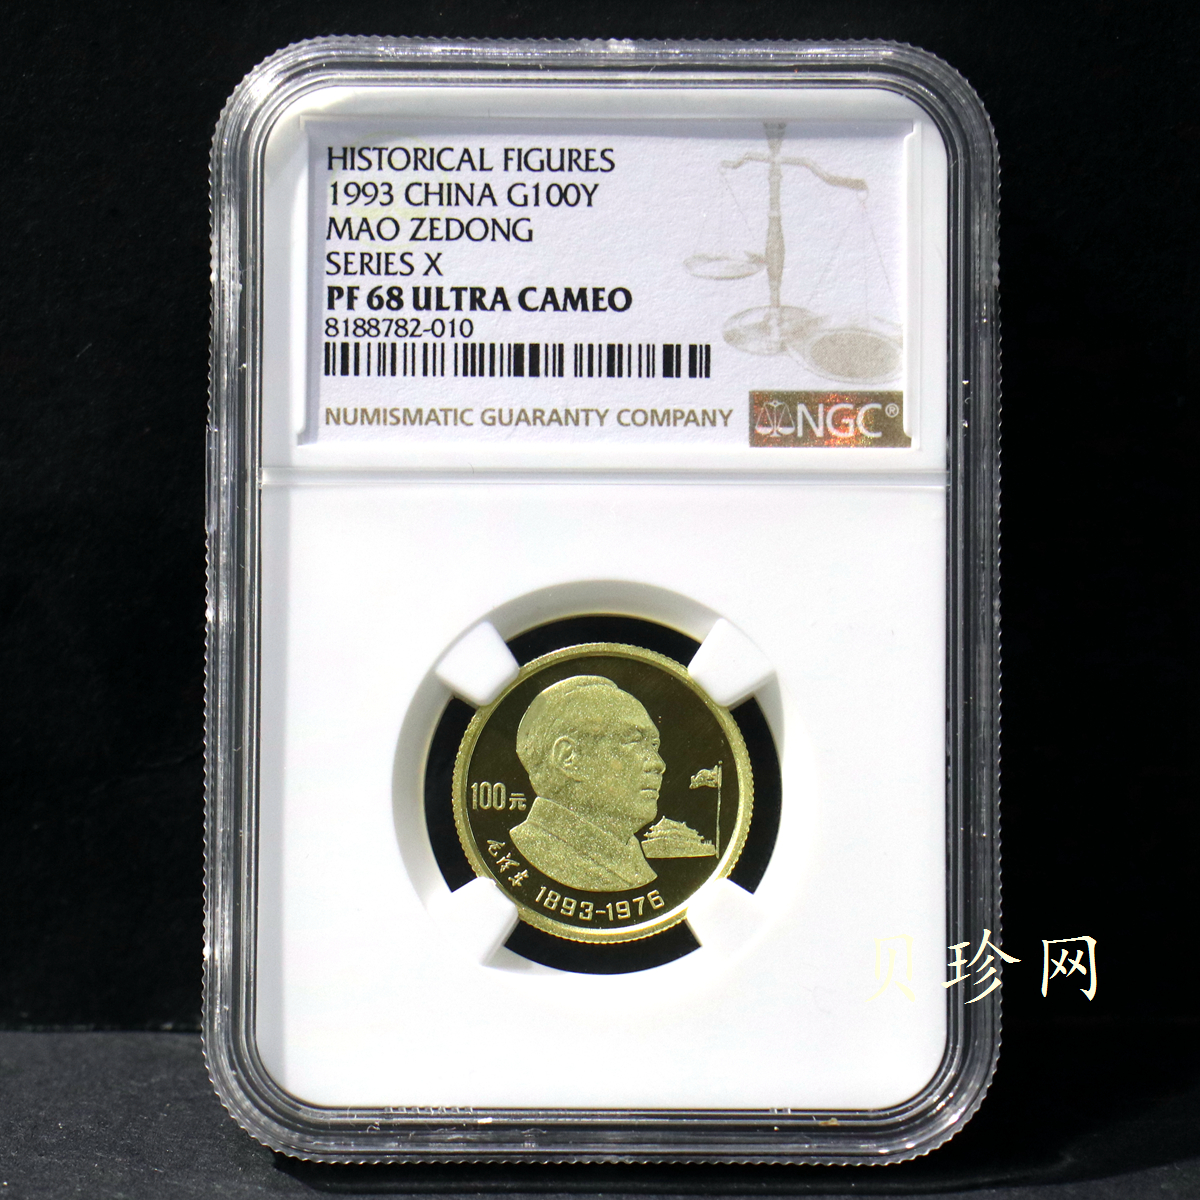 HISTORICAL FIGURES
1993 CHINA G100Y
MAO ZEDONG
SERIES X
PF 68 ULTRA CAMEO
8188782-010
NUMISMATIC GUARANTY COMPANY
NGC®
100元
毛泽东
1893-1976
贝珍网